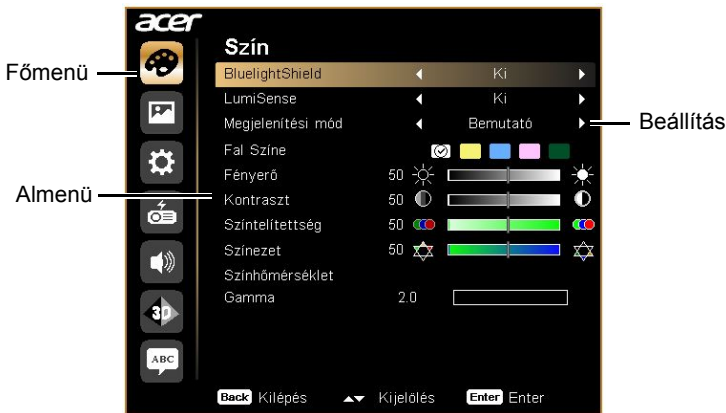 acer
Szín
Főmenü
BluelightShield Ki
LumiSense Ki
Megjelenítési mód Bemutató
Beállítás
Fal Színe
Fényerő 50
Almenü
Kontraszt 50
Színtelítettség 50
Színezet 50
Színhőmérséklet
Gamma 2.0
3D
ABC
Back Kilépés Kijelölés Enter Enter